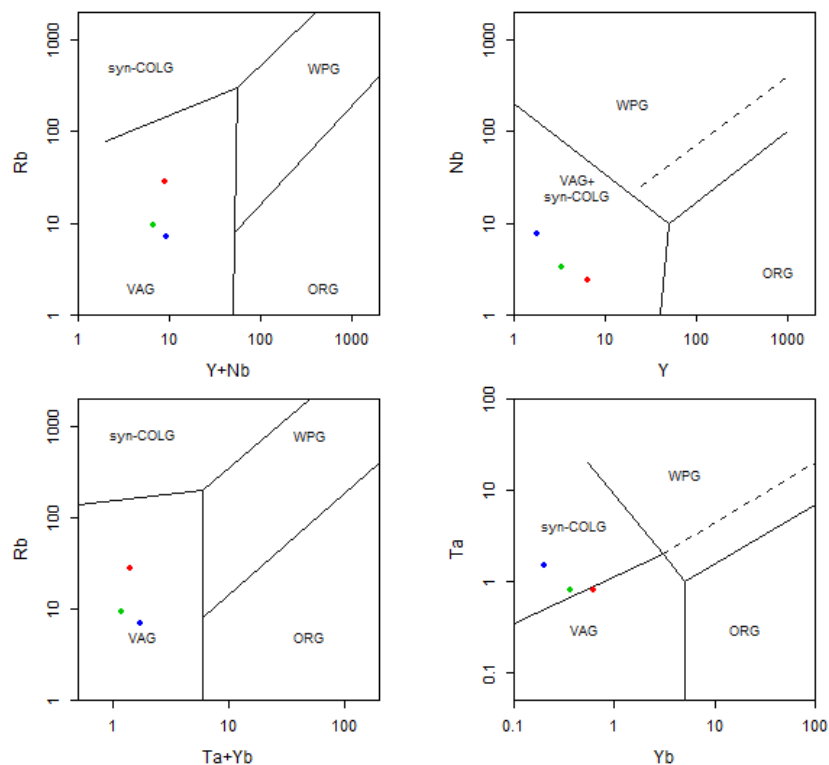 1000
100
10
1
Rb
syn-COLG
WPG
VAG
ORG
1 10 100 1000
Y+Nb
1000
100
10
1
Nb
WPG
VAG+
syn-COLG
ORG
1 10 100 1000
Y
1000
100
10
1
Rb
syn-COLG
WPG
VAG
ORG
1 10 100
Ta+Yb
100
10
1
0.1
Ta
WPG
syn-COLG
VAG
ORG
0.1 1 10 100
Yb